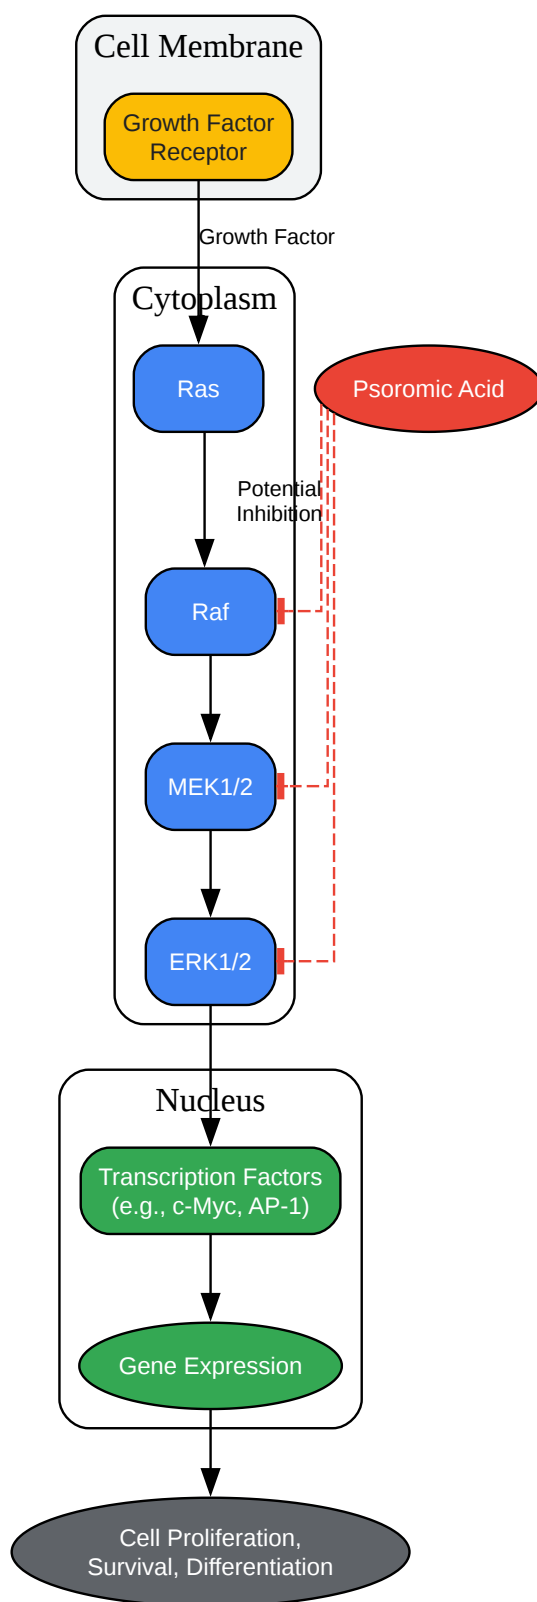 Cell Membrane
Growth Factor
Receptor
Growth Factor
Cytoplasm
Ras
Psoromic Acid
Potential
Inhibition
Raf
MEK1/2
ERK1/2
Nucleus
Transcription Factors
(e.g., c-Myc, AP-1)
Gene Expression
Cell Proliferation,
Survival, Differentiation